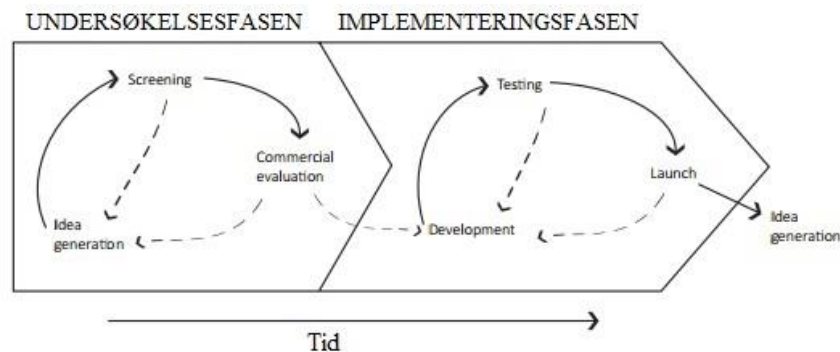 UNDERSØKELSESFASEN
IMPLEMENTERINGSFASEN
Screening
Commercial
evaluation
Idea
generation
Testing
Launch
Development
Idea
generation
Tid